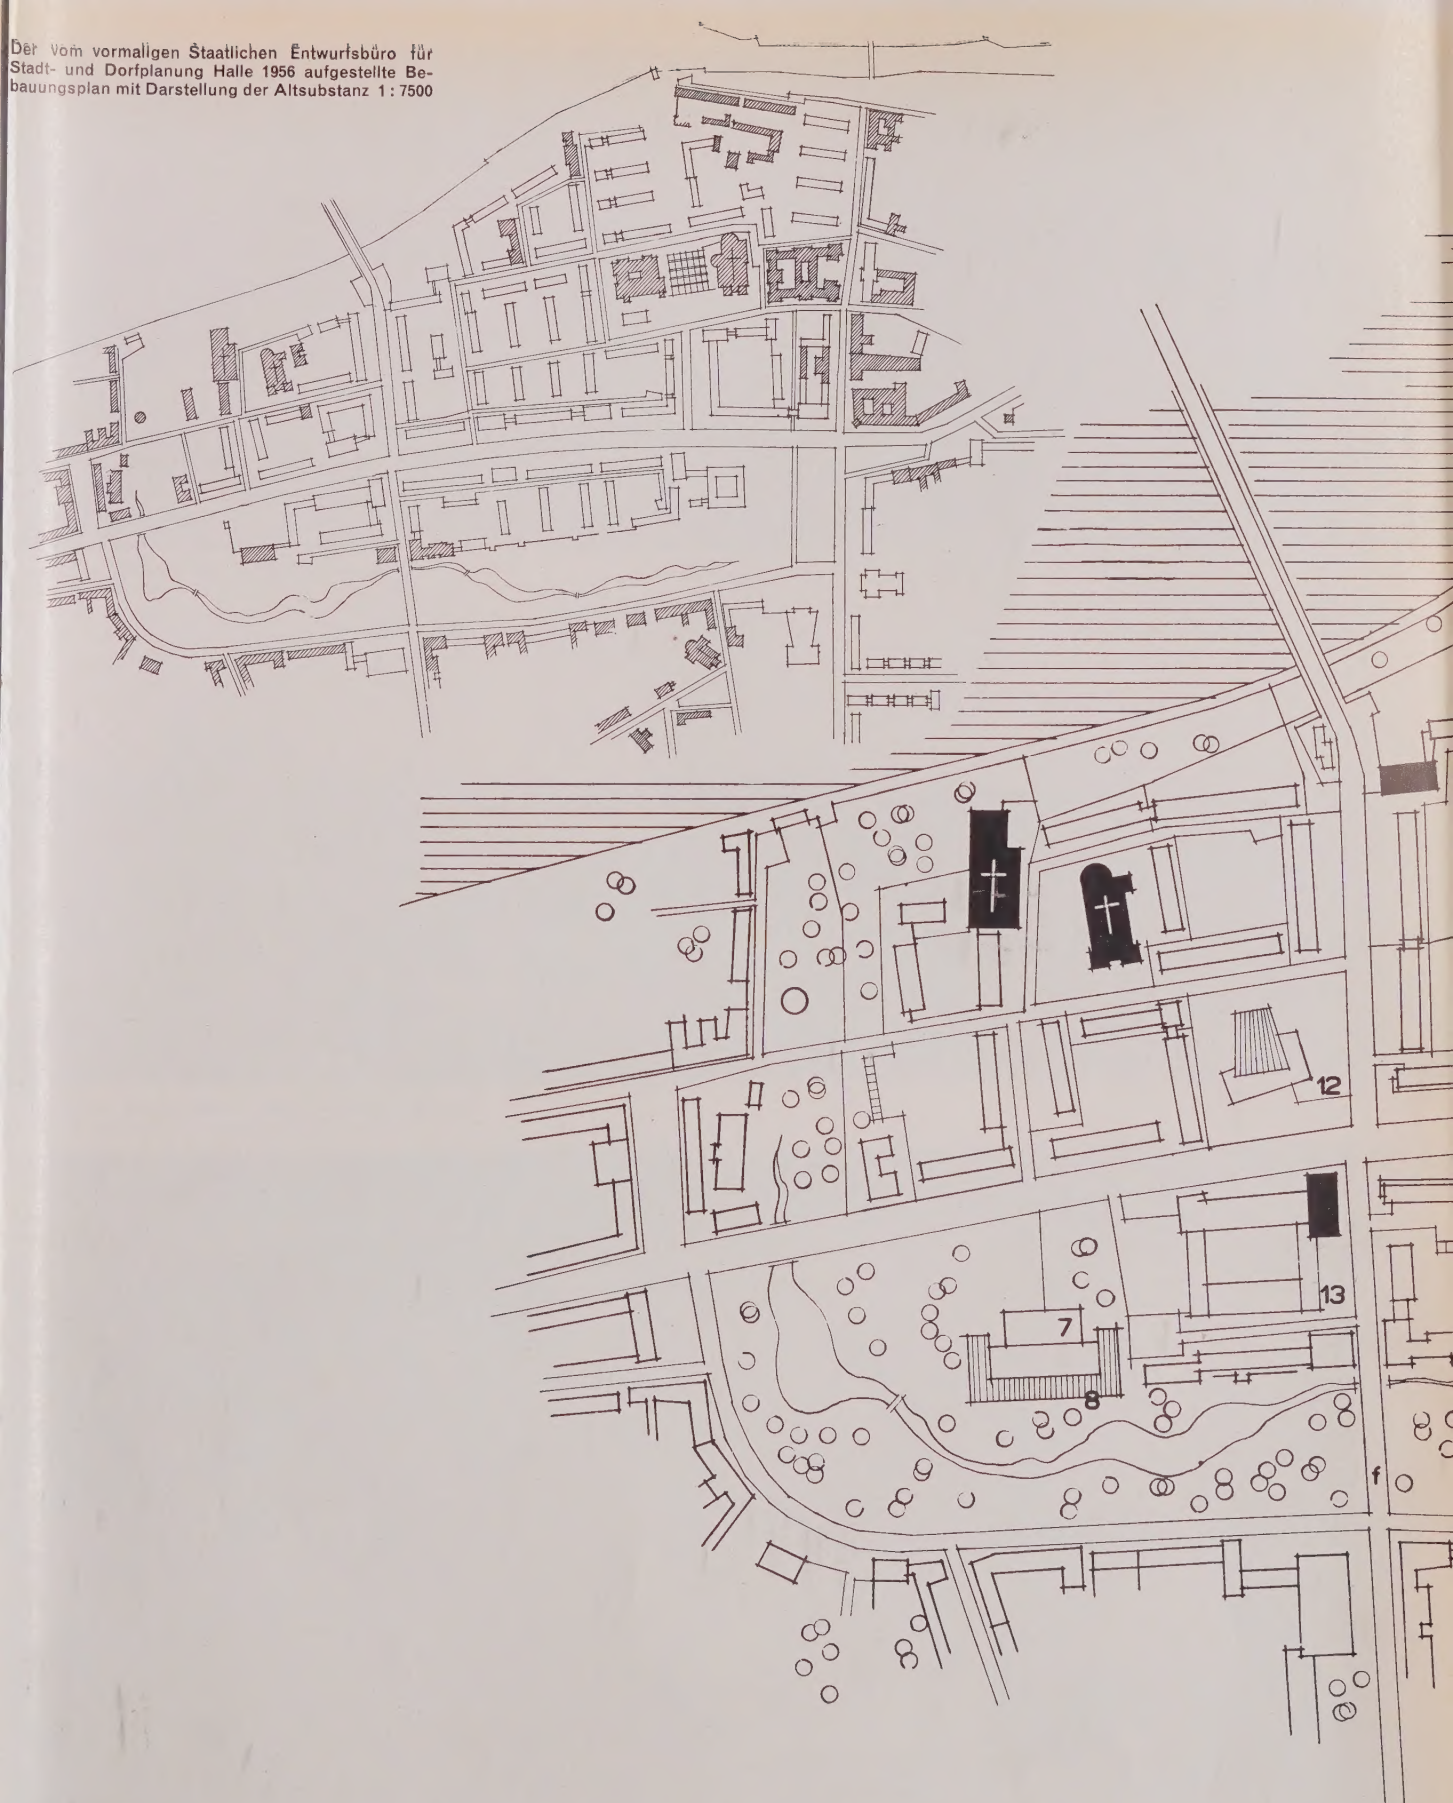 Der vom vormaligen Staatlichen Entwurfsbüro für
Stadt- und Dorfplanung Halle 1956 aufgestellte Be-
bauungsplan mit Darstellung der Altsubstanz 1 : 7500
12
13
7
8
f